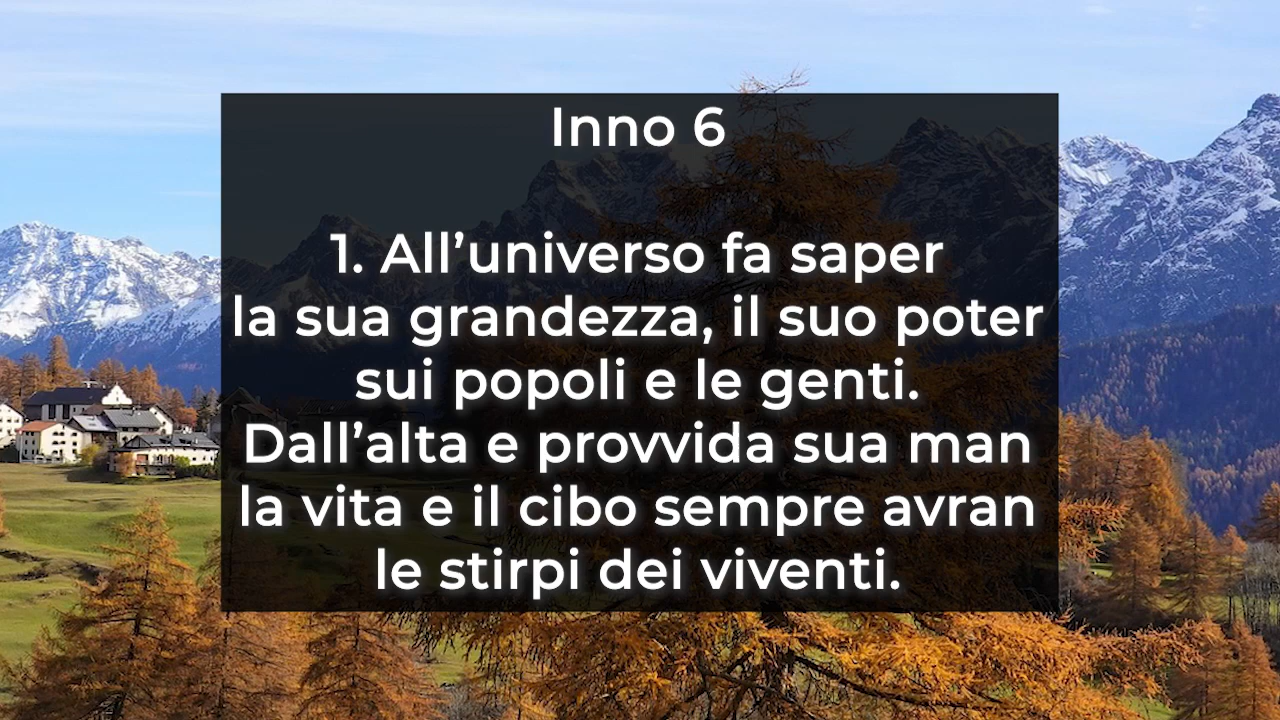 Inno 6
1. All’universo fa saper
la sua grandezza, il suo poter
sui popoli e le genti.
Dall’alta e provvida sua man
la vita e il cibo sempre avran
le stirpi dei viventi.